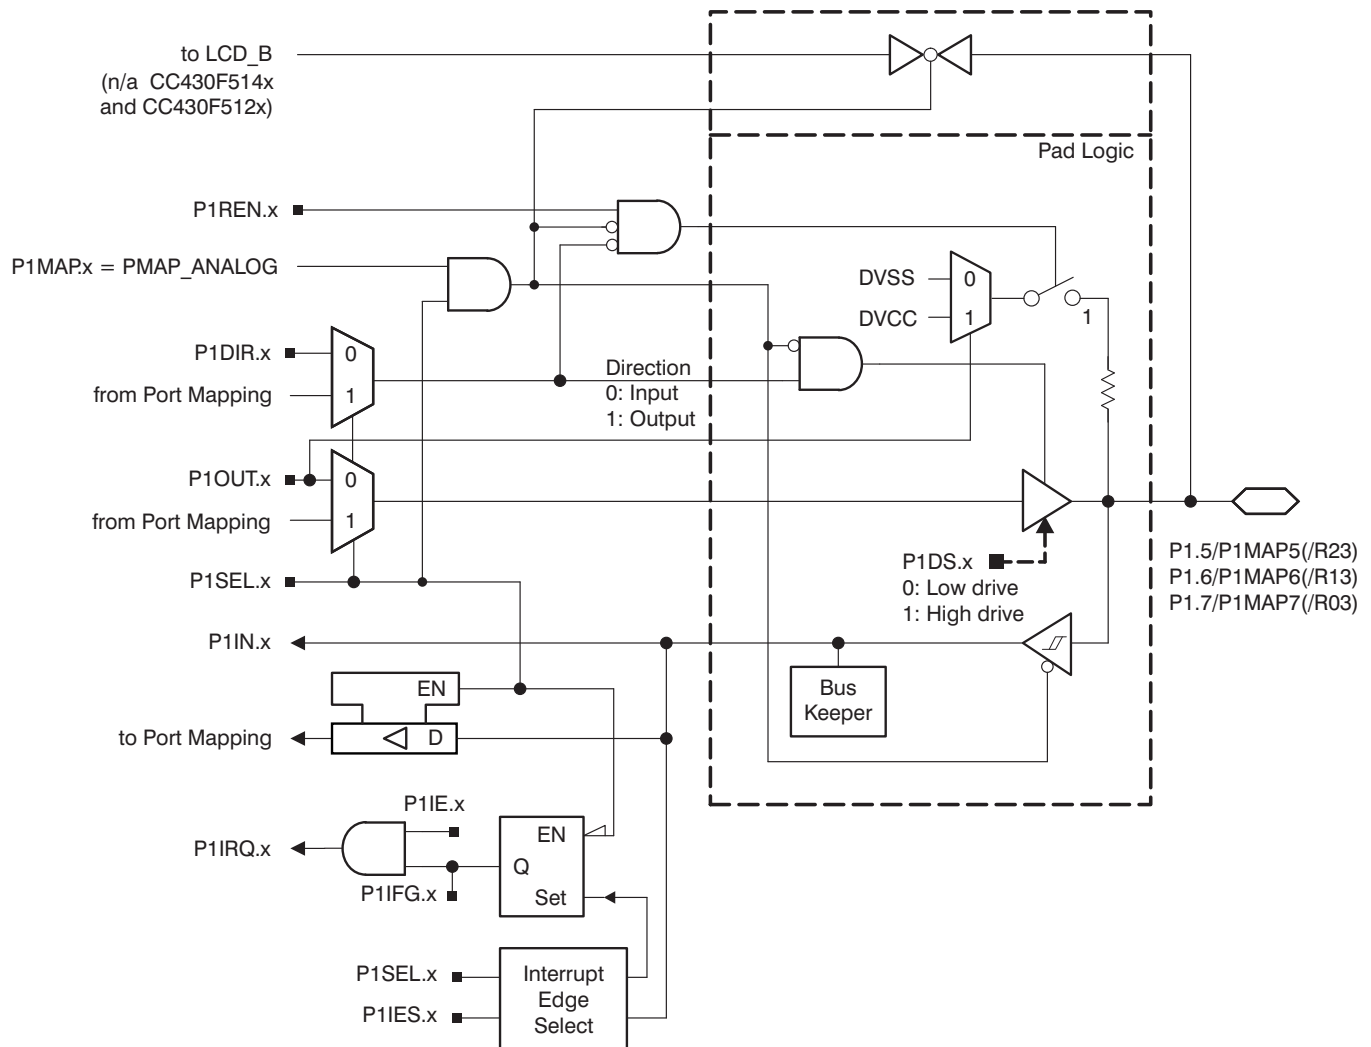 to LCD_B
(n/a CC430F514x
and CC430F512x)
Pad Logic
P1REN.x
P1MAP.x = PMAP_ANALOG
DVSS
0
DVCC
1
1
P1DIR.x
0
from Port Mapping
1
Direction
0: Input
1: Output
P1OUT.x
0
from Port Mapping
1
P1SEL.x
P1DS.x
0: Low drive
1: High drive
P1.5/P1MAP5(/R23)
P1.6/P1MAP6(/R13)
P1.7/P1MAP7(/R03)
P1IN.x
EN
Bus
Keeper
to Port Mapping
D
P1IE.x
EN
P1IRQ.x
Q
P1IFG.x
Set
P1SEL.x
P1IES.x
Interrupt
Edge
Select